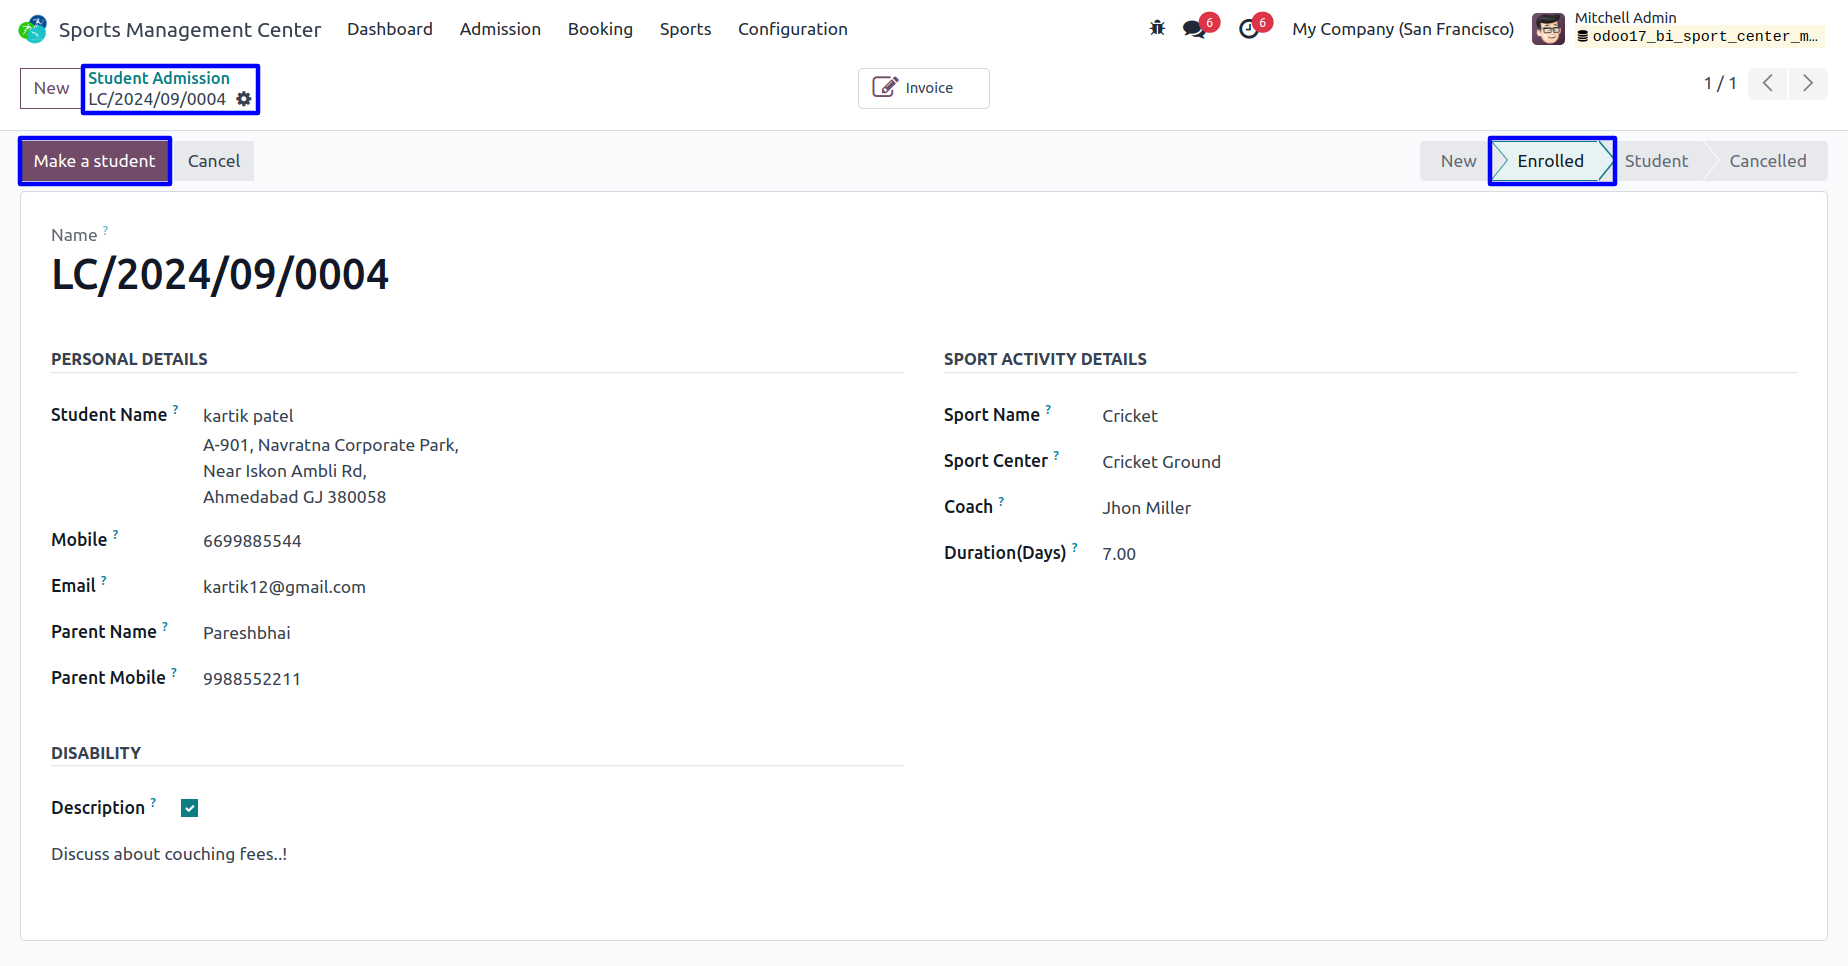 Sports Management Center Dashboard Admission Booking Sports Configuration 6 6 My Company (San Francisco) Mitchell Admin
odoo17_bi_sport_center_m...
New Student Admission
LC/2024/09/0004
Invoice
1 / 1
Make a student Cancel New Enrolled Student Cancelled
Name ?
LC/2024/09/0004
PERSONAL DETAILS
Student Name ? kartik patel
A-901, Navratna Corporate Park,
Near Iskon Ambli Rd,
Ahmedabad GJ 380058
Mobile ? 6699885544
Email ? kartik12@gmail.com
Parent Name ? Pareshbhai
Parent Mobile ? 9988552211
SPORT ACTIVITY DETAILS
Sport Name ? Cricket
Sport Center ? Cricket Ground
Coach ? Jhon Miller
Duration(Days) ? 7.00
DISABILITY
Description ?
Discuss about couching fees..!